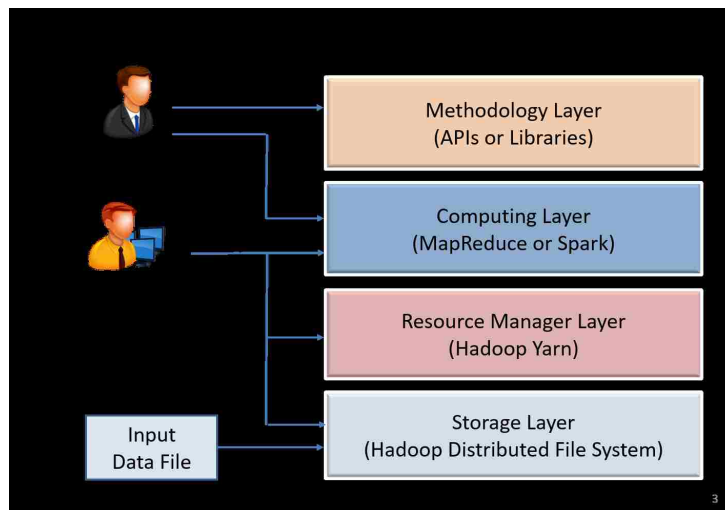 Methodology Layer
(APIs or Libraries)
Computing Layer
(MapReduce or Spark)
Resource Manager Layer
(Hadoop Yarn)
Input
Data File
Storage Layer
(Hadoop Distributed File System)
3